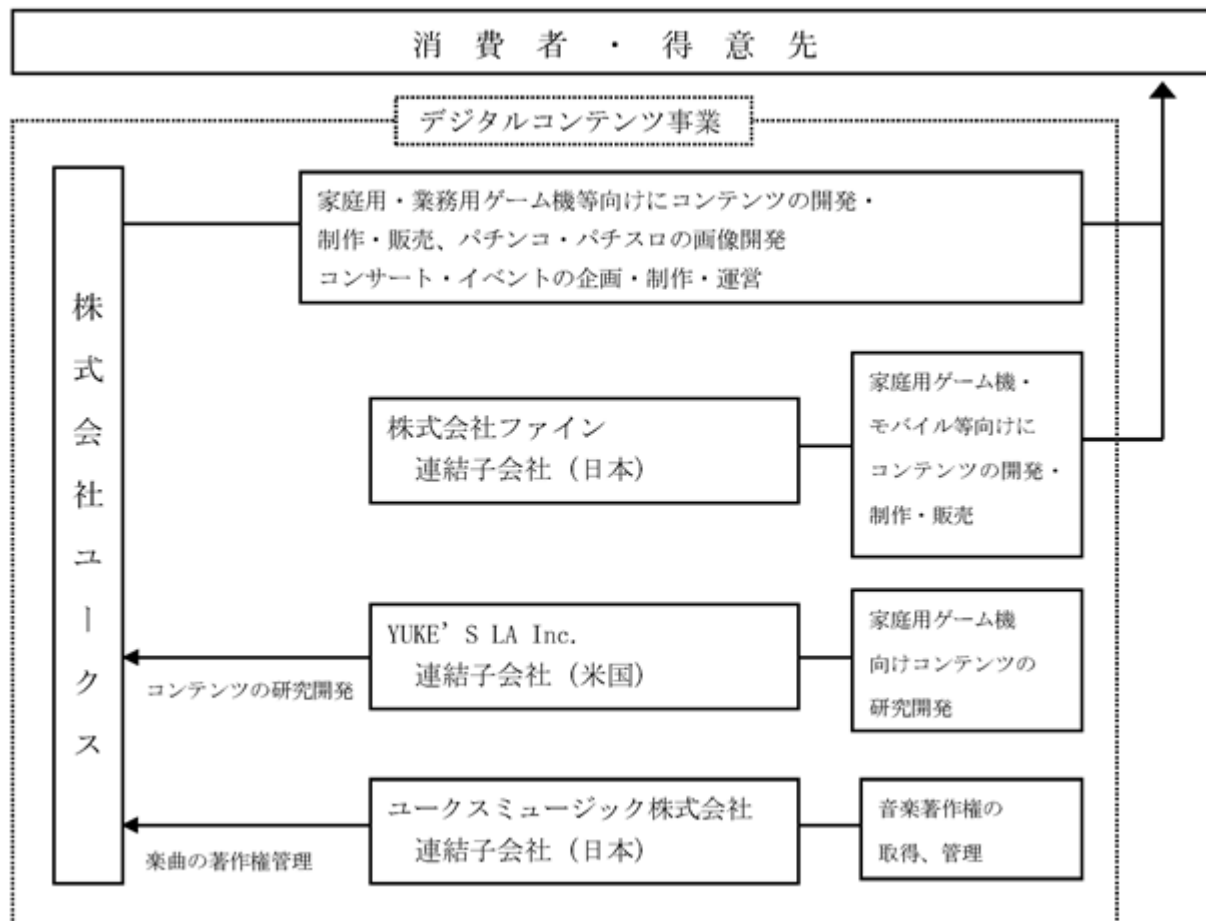 消費者・得意先
デジタルコンテンツ事業
株式会社ユークス
家庭用・業務用ゲーム機等向けにコンテンツの開発・
制作・販売、パチンコ・パチスロの画像開発
コンサート・イベントの企画・制作・運営
株式会社ファイン
連結子会社（日本）
家庭用ゲーム機・
モバイル等向けに
コンテンツの開発・
制作・販売
YUKE'S LA Inc.
連結子会社（米国）
コンテンツの研究開発
家庭用ゲーム機
向けコンテンツの
研究開発
ユークスミュージック株式会社
連結子会社（日本）
楽曲の著作権管理
音楽著作権の
取得、管理